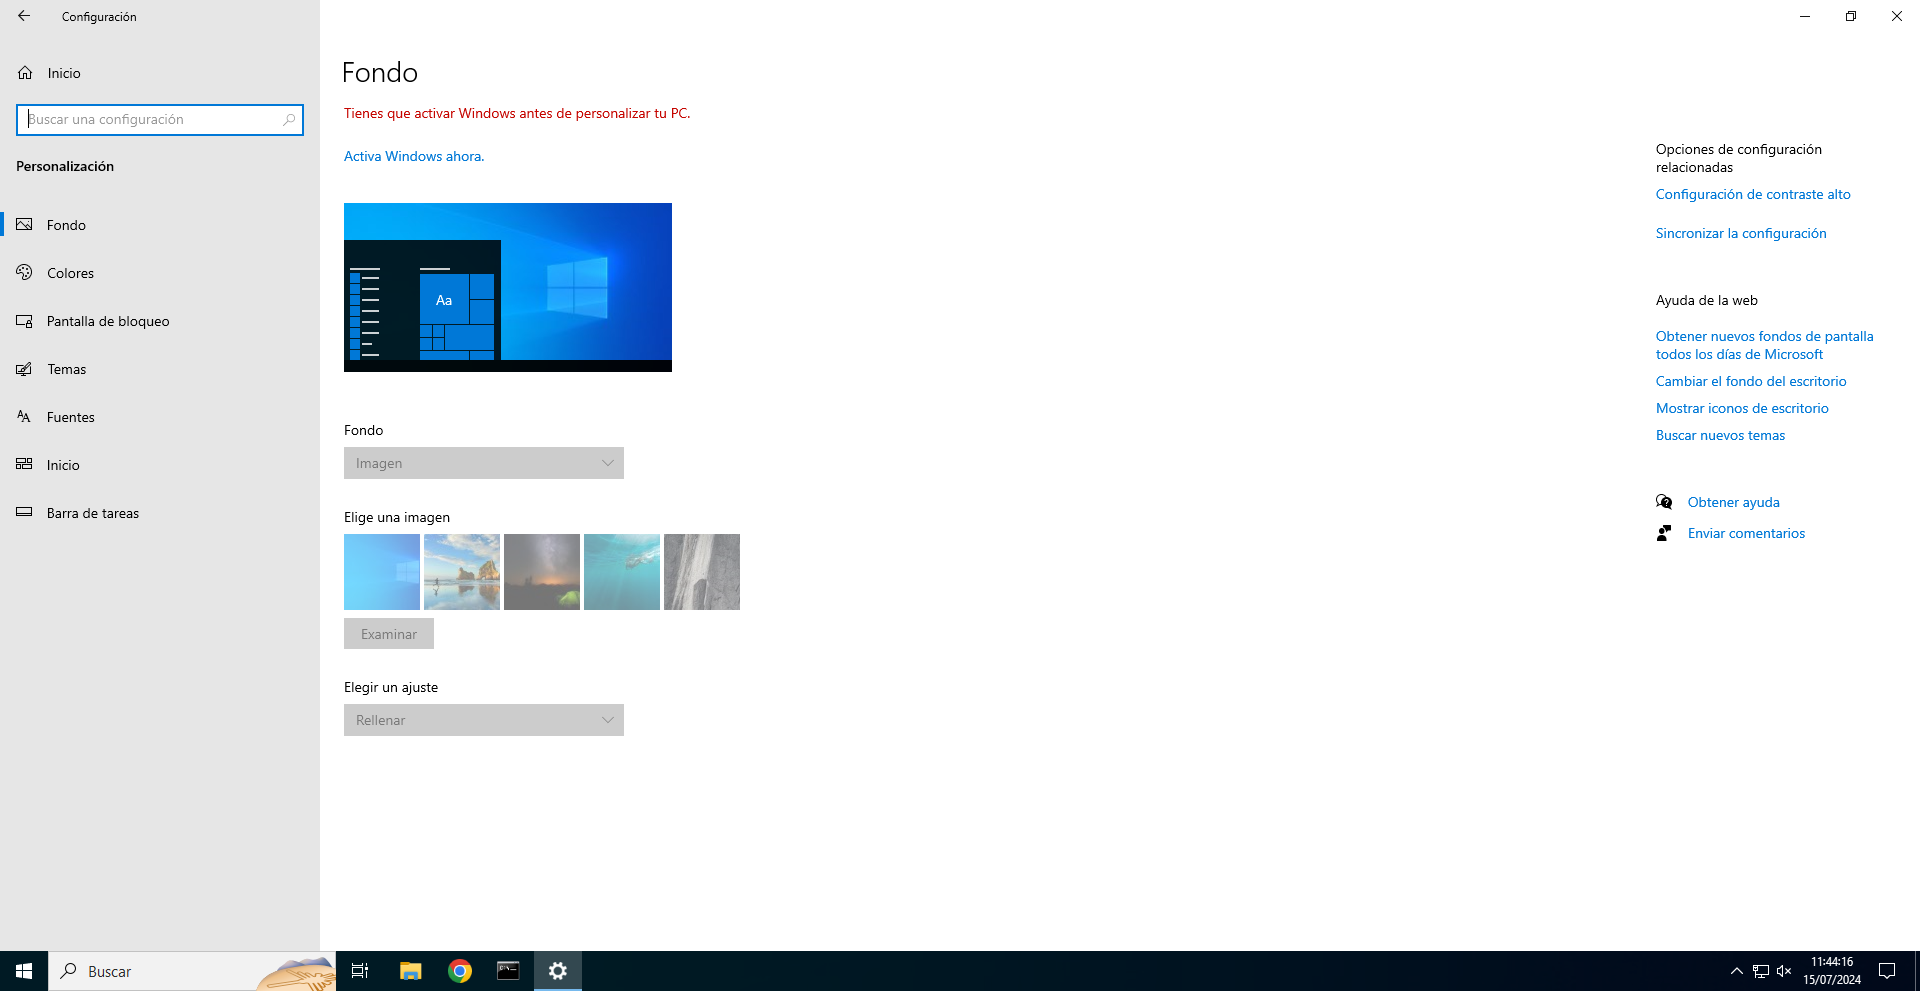 Configuración
Inicio
Buscar una configuración
Personalización
Fondo
Colores
Pantalla de bloqueo
Temas
Fuentes
Inicio
Barra de tareas
Fondo
Tienes que activar Windows antes de personalizar tu PC.
Activa Windows ahora.
Aa
Fondo
Imagen
Elige una imagen
Examinar
Elegir un ajuste
Rellenar
Opciones de configuración
relacionadas
Configuración de contraste alto
Sincronizar la configuración
Ayuda de la web
Obtener nuevos fondos de pantalla
todos los días de Microsoft
Cambiar el fondo del escritorio
Mostrar iconos de escritorio
Buscar nuevos temas
Obtener ayuda
Enviar comentarios
Buscar
11:44:16
15/07/2024